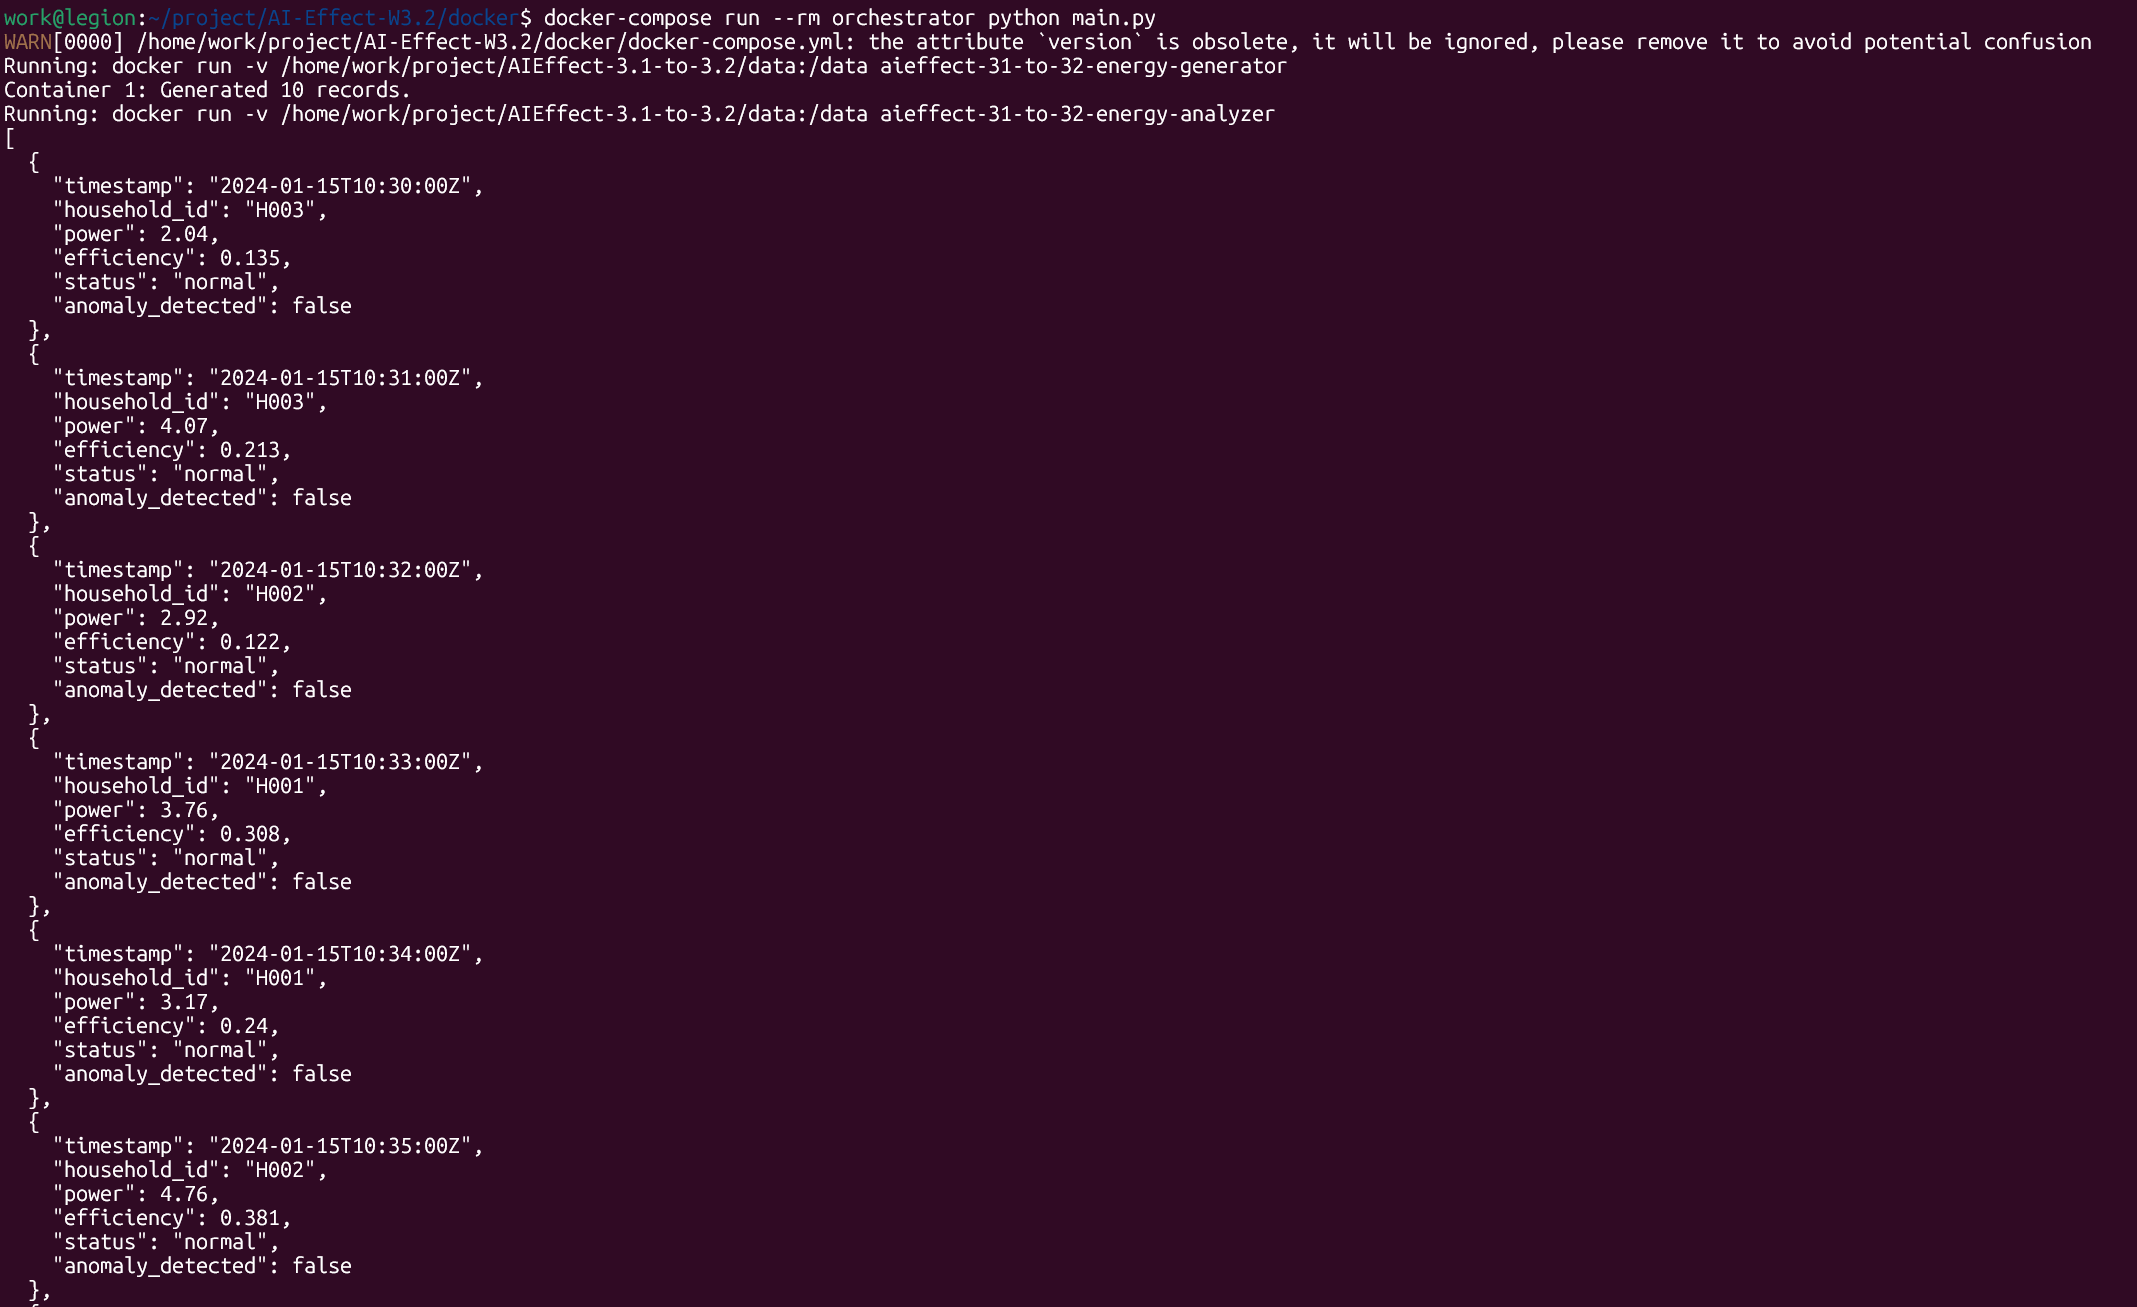 work@legion:~/project/AI-Effect-W3.2/docker$ docker-compose run --rm orchestrator python main.py
WARN[0000] /home/work/project/AI-Effect-W3.2/docker/docker-compose.yml: the attribute `version` is obsolete, it will be ignored, please remove it to avoid potential confusion
Running: docker run -v /home/work/project/AIEffect-3.1-to-3.2/data:/data aieffect-31-to-32-energy-generator
Container 1: Generated 10 records.
Running: docker run -v /home/work/project/AIEffect-3.1-to-3.2/data:/data aieffect-31-to-32-energy-analyzer
[
  {
    "timestamp": "2024-01-15T10:30:00Z",
    "household_id": "H003",
    "power": 2.04,
    "efficiency": 0.135,
    "status": "normal",
    "anomaly_detected": false
  },
  {
    "timestamp": "2024-01-15T10:31:00Z",
    "household_id": "H003",
    "power": 4.07,
    "efficiency": 0.213,
    "status": "normal",
    "anomaly_detected": false
  },
  {
    "timestamp": "2024-01-15T10:32:00Z",
    "household_id": "H002",
    "power": 2.92,
    "efficiency": 0.122,
    "status": "normal",
    "anomaly_detected": false
  },
  {
    "timestamp": "2024-01-15T10:33:00Z",
    "household_id": "H001",
    "power": 3.76,
    "efficiency": 0.308,
    "status": "normal",
    "anomaly_detected": false
  },
  {
    "timestamp": "2024-01-15T10:34:00Z",
    "household_id": "H001",
    "power": 3.17,
    "efficiency": 0.24,
    "status": "normal",
    "anomaly_detected": false
  },
  {
    "timestamp": "2024-01-15T10:35:00Z",
    "household_id": "H002",
    "power": 4.76,
    "efficiency": 0.381,
    "status": "normal",
    "anomaly_detected": false
  },